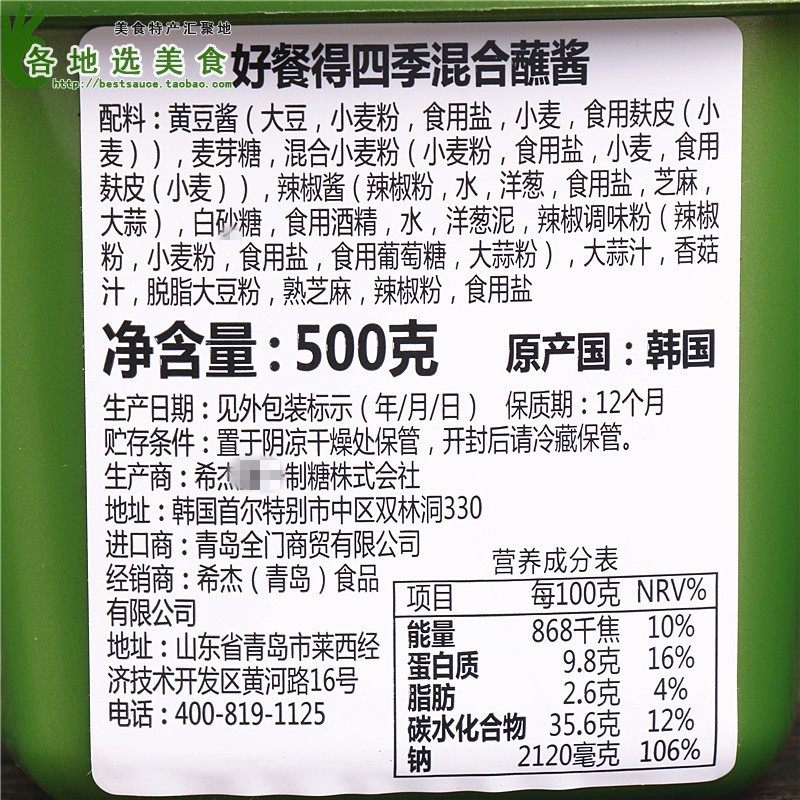 美食特产汇聚地
各地选美食
http://bestsauce.taobao.com
好餐得四季混合蘸酱
配料：黄豆酱（大豆，小麦粉，食用盐，小麦，食用麸皮（小
麦）），麦芽糖，混合小麦粉（小麦粉，食用盐，小麦，食用
麸皮（小麦）），辣椒酱（辣椒粉，水，洋葱，食用盐，芝麻，
大蒜），白砂糖，食用酒精，水，洋葱泥，辣椒调味粉（辣椒
粉，小麦粉，食用盐，食用葡萄糖，大蒜粉），大蒜汁，香菇
汁，脱脂大豆粉，熟芝麻，辣椒粉，食用盐
净含量：500克 原产国：韩国
生产日期：见外包装标示（年/月/日） 保质期：12个月
贮存条件：置于阴凉干燥处保管，开封后请冷藏保管。
生产商：希杰 制糖株式会社
地址：韩国首尔特别市中区双林洞330
进口商：青岛全门商贸有限公司
经销商：希杰（青岛）食品
有限公司
地址：山东省青岛市莱西经
济技术开发区黄河路16号
电话：400-819-1125
营养成分表
项目 每100克 NRV%
能量 868千焦 10%
蛋白质 9.8克 16%
脂肪 2.6克 4%
碳水化合物 35.6克 12%
钠 2120毫克 106%